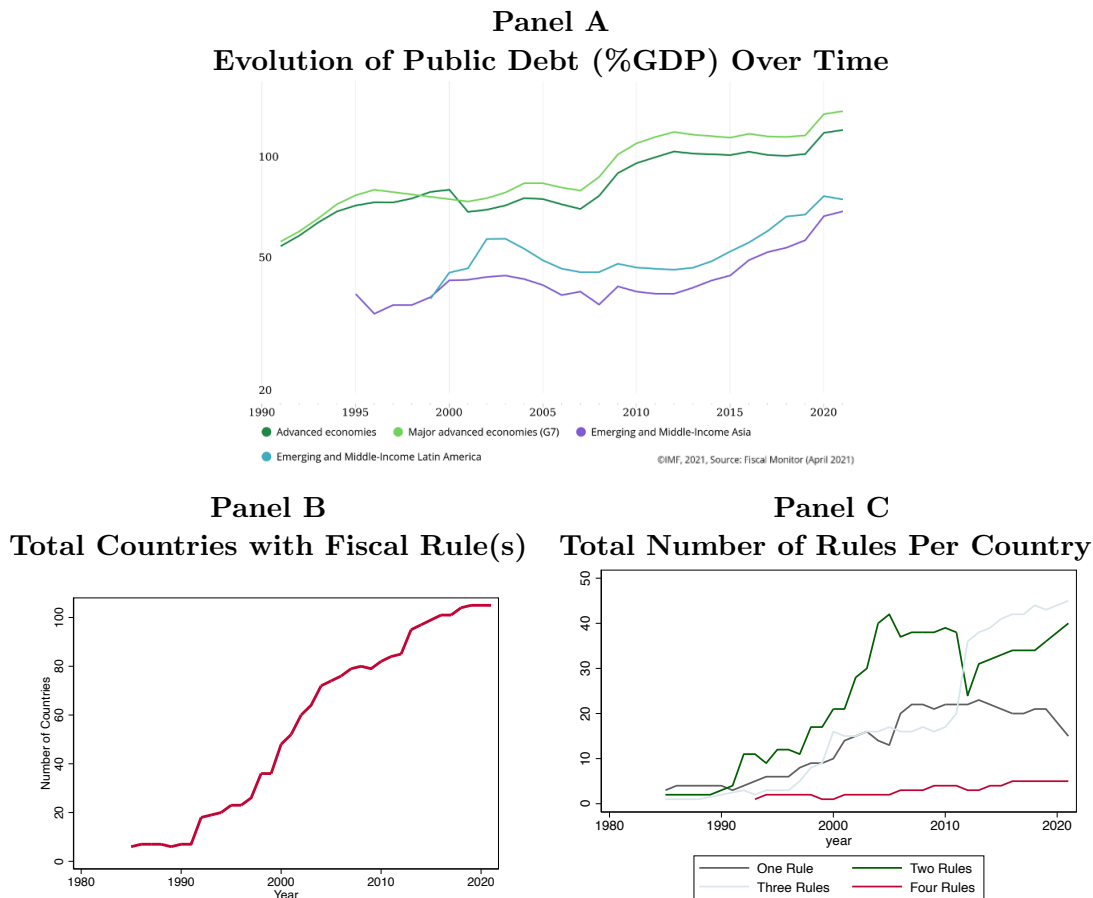 Panel A
Evolution of Public Debt (%GDP) Over Time
100
50
20
1990 1995 2000 2005 2010 2015 2020
Advanced economies Major advanced economies (G7) Emerging and Middle-Income Asia
Emerging and Middle-Income Latin America ©IMF, 2021, Source: Fiscal Monitor (April 2021)
Panel B
Total Countries with Fiscal Rule(s)
Number of Countries
100
80
60
40
20
0
1980 1990 2000 2010 2020
Year
Panel C
Total Number of Rules Per Country
50
40
30
20
10
0
1980 1990 2000 2010 2020
year
One Rule Two Rules
Three Rules Four Rules